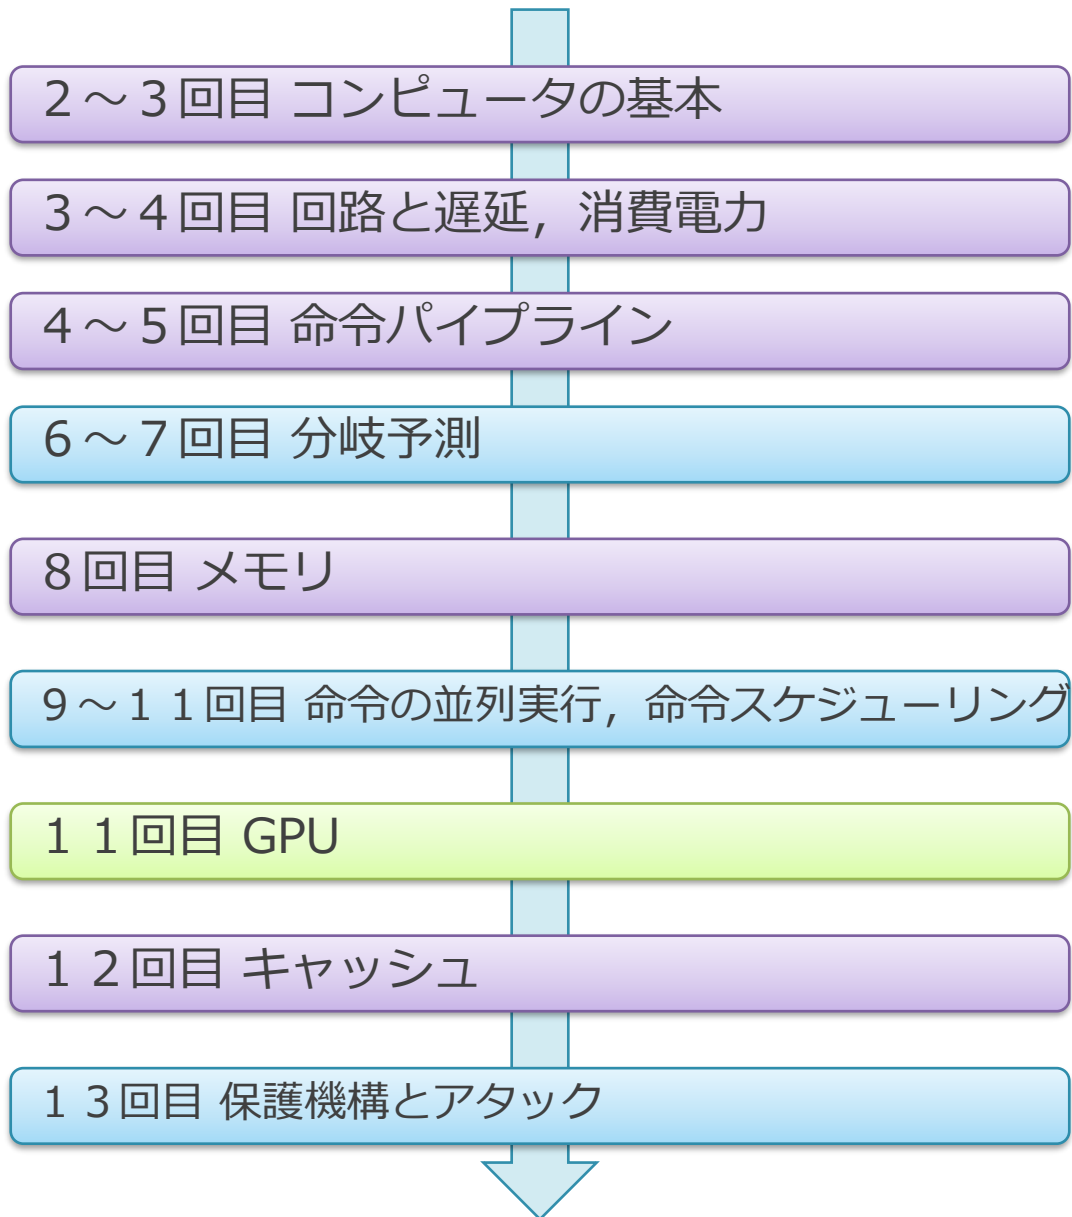 ２～３回目 コンピュータの基本
３～４回目 回路と遅延，消費電力
４～５回目 命令パイプライン
６～７回目 分岐予測
８回目 メモリ
９～１１回目 命令の並列実行，命令スケジューリング
１１回目 GPU
１２回目 キャッシュ
１３回目 保護機構とアタック